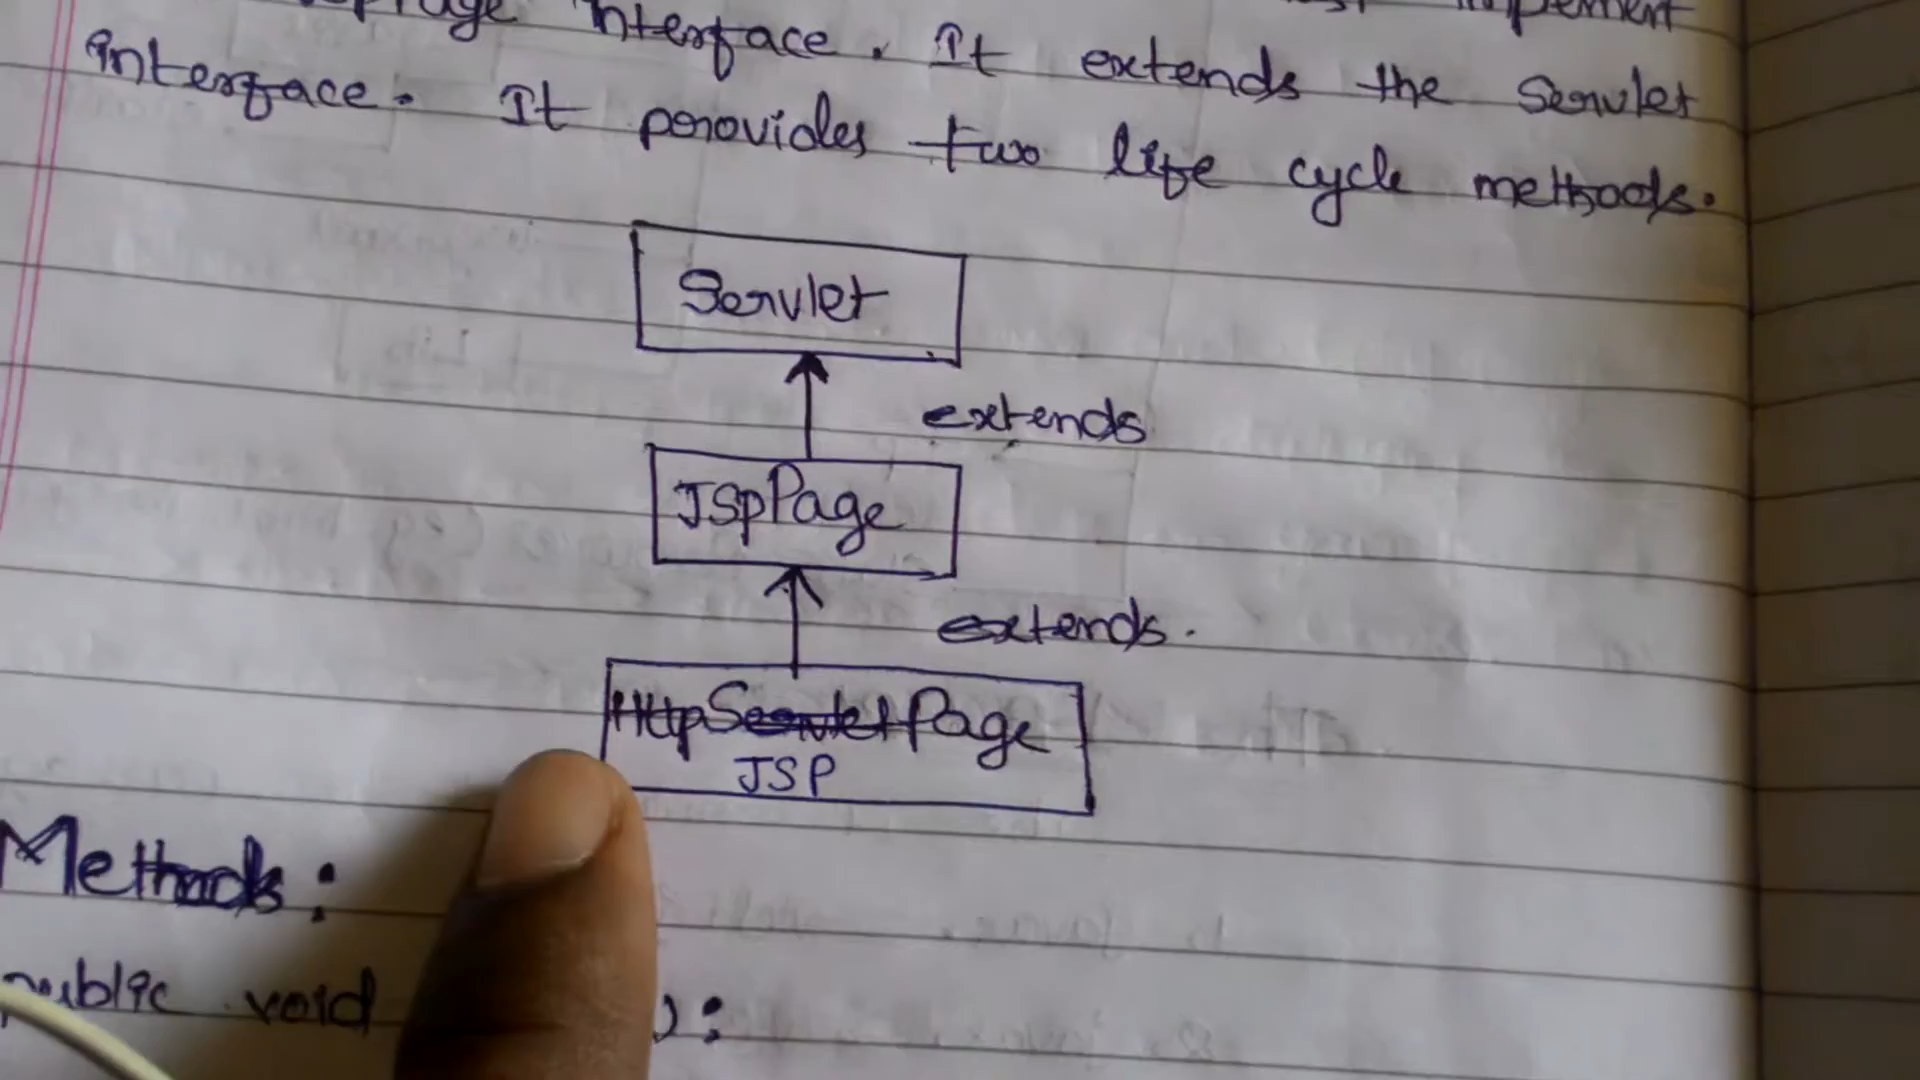 Page interface. It extends the Servlet
interface. It provides two life cycle methods.
Servlet
extends
JspPage
extends.
HttpServletPage
JSP
Methods:
public void ):